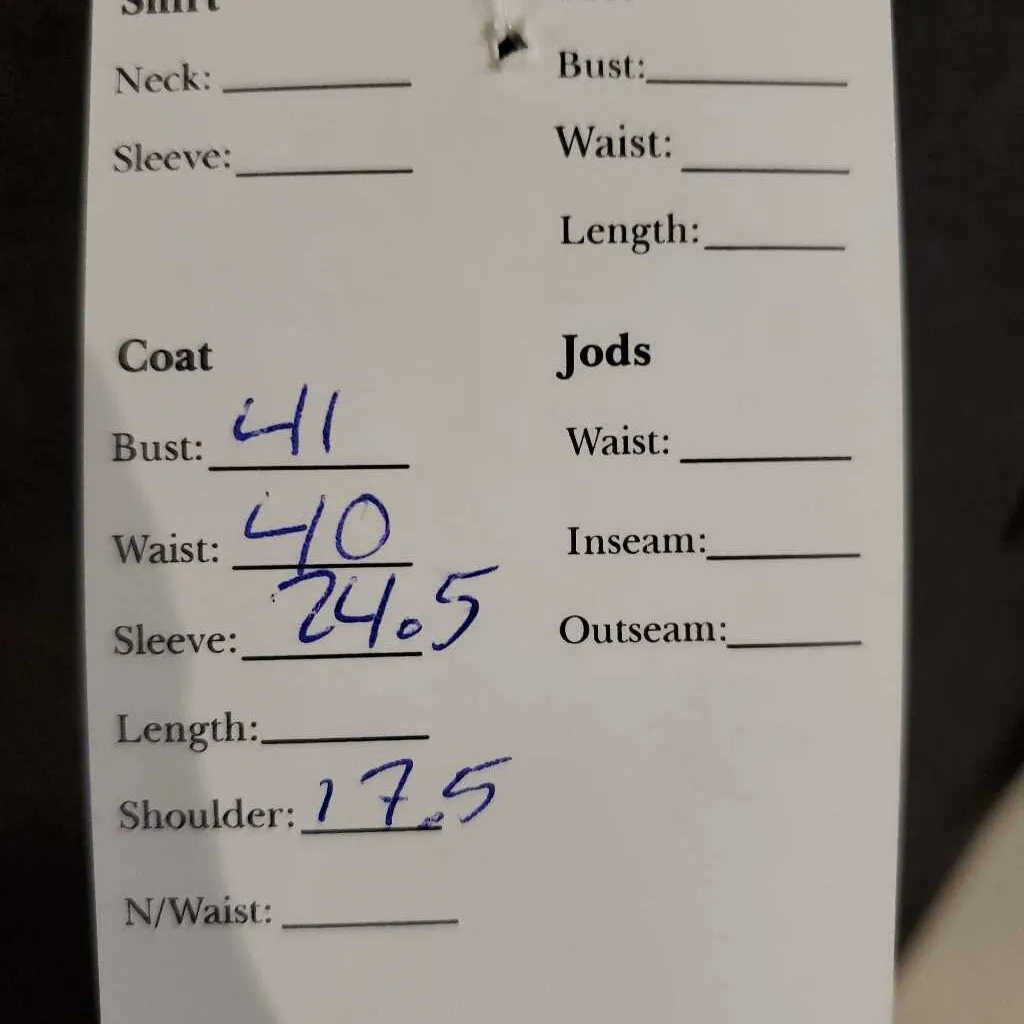 Shirt
Neck:
Sleeve:
Bust:
Waist:
Length:
Coat
Bust: 41
Waist: 40
Sleeve: 24.5
Length:
Shoulder: 17.5
N/Waist:
Jods
Waist:
Inseam:
Outseam: